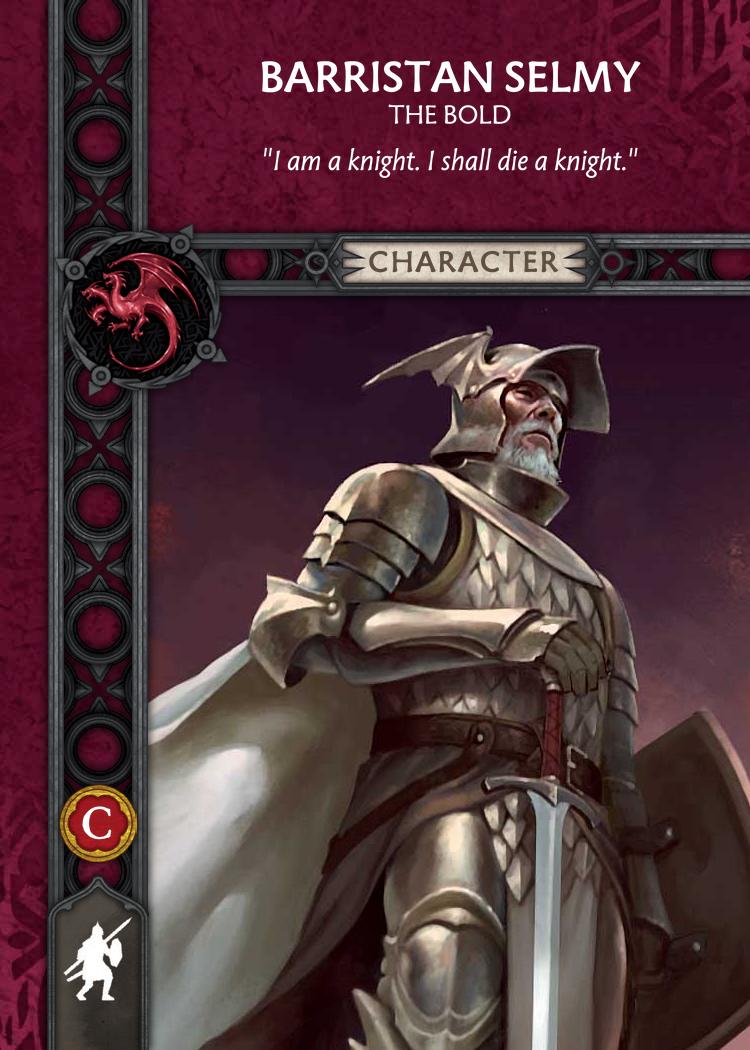 BARRISTAN SELMY
THE BOLD
"I am a knight. I shall die a knight."
CHARACTER
C